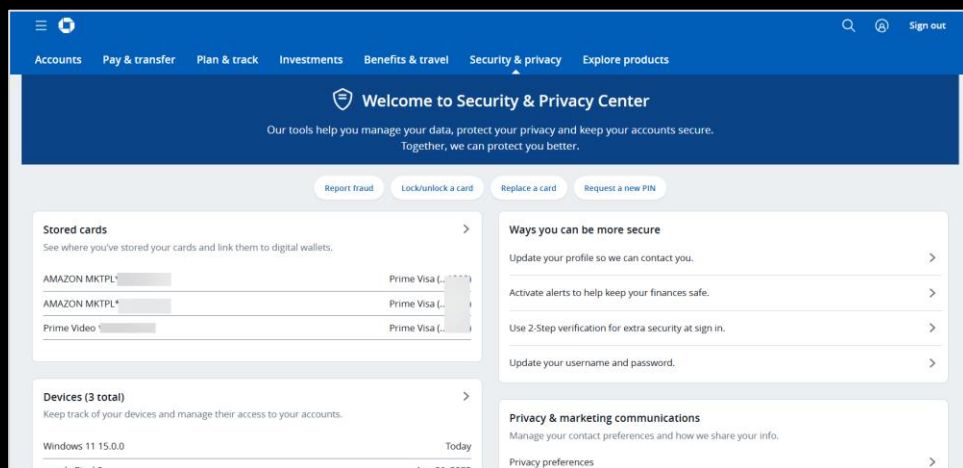 Sign out
Accounts Pay & transfer Plan & track Investments Benefits & travel Security & privacy Explore products
Welcome to Security & Privacy Center
Our tools help you manage your data, protect your privacy and keep your accounts secure.
Together, we can protect you better.
Report fraud Lock/unlock a card Replace a card Request a new PIN
Stored cards
See where you've stored your cards and link them to digital wallets.
AMAZON MKTPL* Prime Visa (...
AMAZON MKTPL* Prime Visa (...
Prime Video Prime Visa (...
Devices (3 total)
Keep track of your devices and manage their access to your accounts.
Windows 11 15.0.0 Today
Ways you can be more secure
Update your profile so we can contact you.
Activate alerts to help keep your finances safe.
Use 2-Step verification for extra security at sign in.
Update your username and password.
Privacy & marketing communications
Manage your contact preferences and how we share your info.
Privacy preferences